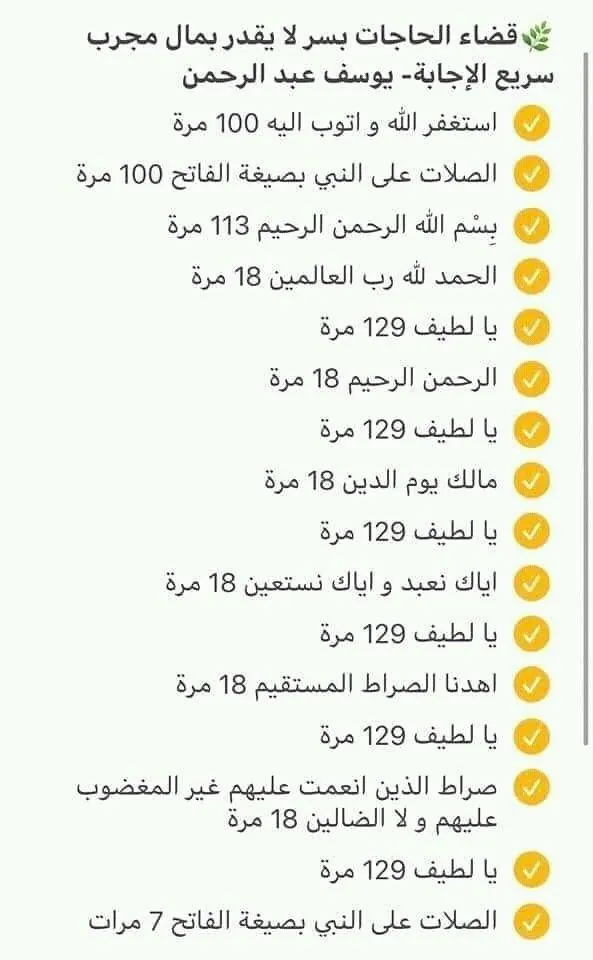 🌿قضاء الحاجات بسر لا يقدر بمال مجرب
سريع الإجابة- يوسف عبد الرحمن
استغفر الله و اتوب اليه 100 مرة
الصلات على النبي بصيغة الفاتح 100 مرة
بِسْم الله الرحمن الرحيم 113 مرة
الحمد لله رب العالمين 18 مرة
يا لطيف 129 مرة
الرحمن الرحيم 18 مرة
يا لطيف 129 مرة
مالك يوم الدين 18 مرة
يا لطيف 129 مرة
اياك نعبد و اياك نستعين 18 مرة
يا لطيف 129 مرة
اهدنا الصراط المستقيم 18 مرة
يا لطيف 129 مرة
صراط الذين انعمت عليهم غير المغضوب
عليهم و لا الضالين 18 مرة
يا لطيف 129 مرة
الصلات على النبي بصيغة الفاتح 7 مرات